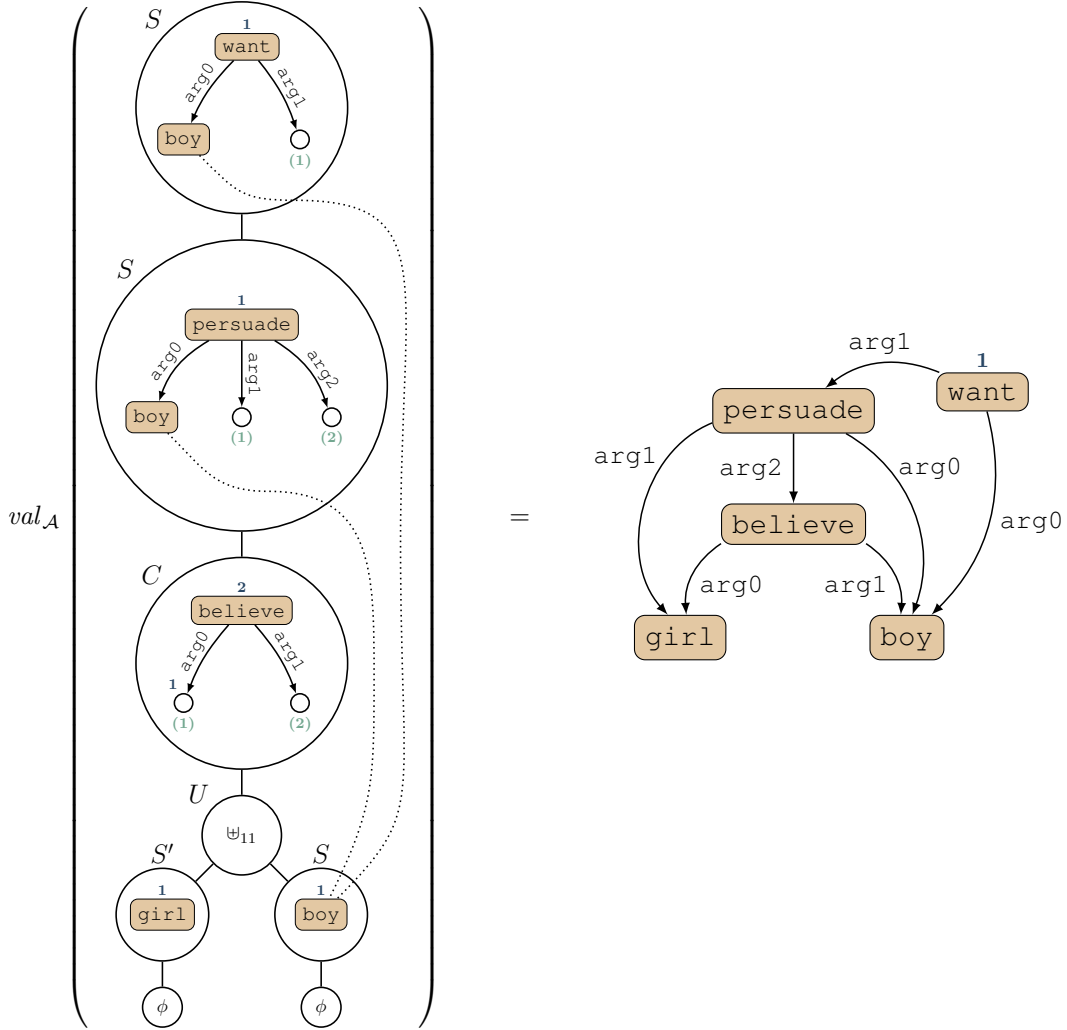 S
1
want
arg0
arg1
boy
(1)
S
1
persuade
arg0
arg1
arg2
boy
(1)
(2)
val𝒜
=
C
2
believe
arg0
arg1
1
(1)
(2)
U
⊎11
S′
S
1
girl
1
boy
ϕ
ϕ
arg1
1
want
persuade
arg1
arg2
arg0
arg0
believe
arg0
arg1
girl
boy